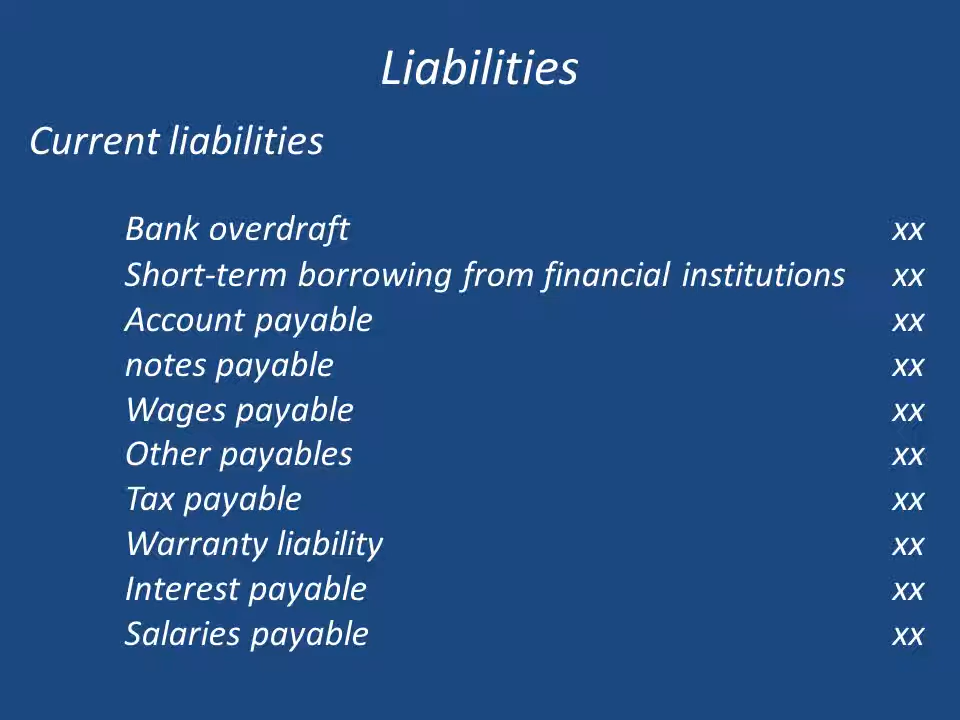 Liabilities
Current liabilities
Bank overdraft xx
Short-term borrowing from financial institutions xx
Account payable xx
notes payable xx
Wages payable xx
Other payables xx
Tax payable xx
Warranty liability xx
Interest payable xx
Salaries payable xx